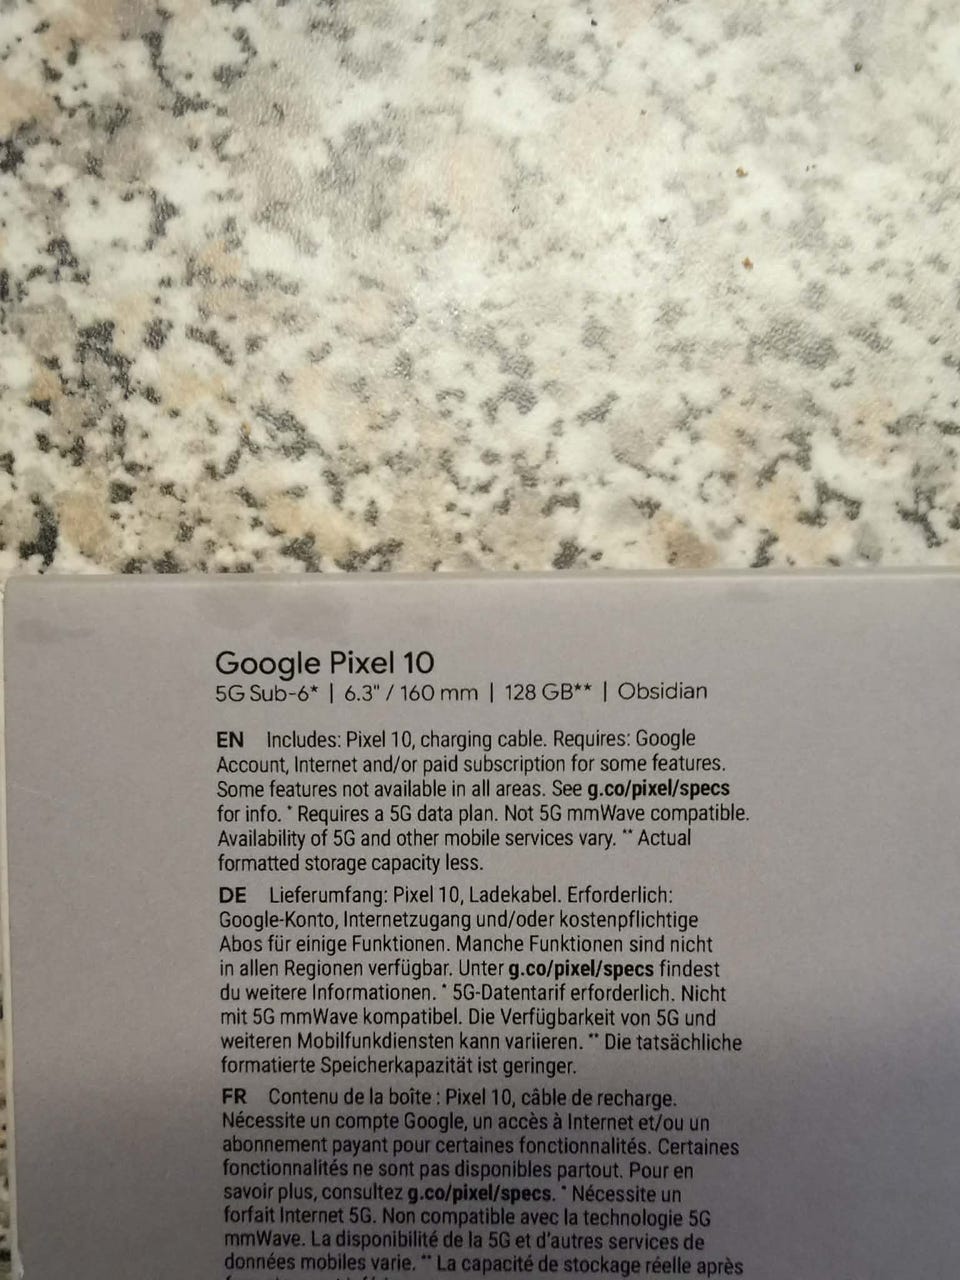 Google Pixel 10
5G Sub-6* | 6.3" / 160 mm | 128 GB** | Obsidian
EN Includes: Pixel 10, charging cable. Requires: Google
Account, Internet and/or paid subscription for some features.
Some features not available in all areas. See g.co/pixel/specs
for info. * Requires a 5G data plan. Not 5G mmWave compatible.
Availability of 5G and other mobile services vary. ** Actual
formatted storage capacity less.
DE Lieferumfang: Pixel 10, Ladekabel. Erforderlich:
Google-Konto, Internetzugang und/oder kostenpflichtige
Abos für einige Funktionen. Manche Funktionen sind nicht
in allen Regionen verfügbar. Unter g.co/pixel/specs findest
du weitere Informationen. * 5G-Datentarif erforderlich. Nicht
mit 5G mmWave kompatibel. Die Verfügbarkeit von 5G und
weiteren Mobilfunkdiensten kann variieren. ** Die tatsächliche
formatierte Speicherkapazität ist geringer.
FR Contenu de la boîte : Pixel 10, câble de recharge.
Nécessite un compte Google, un accès à Internet et/ou un
abonnement payant pour certaines fonctionnalités. Certaines
fonctionnalités ne sont pas disponibles partout. Pour en
savoir plus, consultez g.co/pixel/specs. * Nécessite un
forfait Internet 5G. Non compatible avec la technologie 5G
mmWave. La disponibilité de la 5G et d'autres services de
données mobiles varie. ** La capacité de stockage réelle après